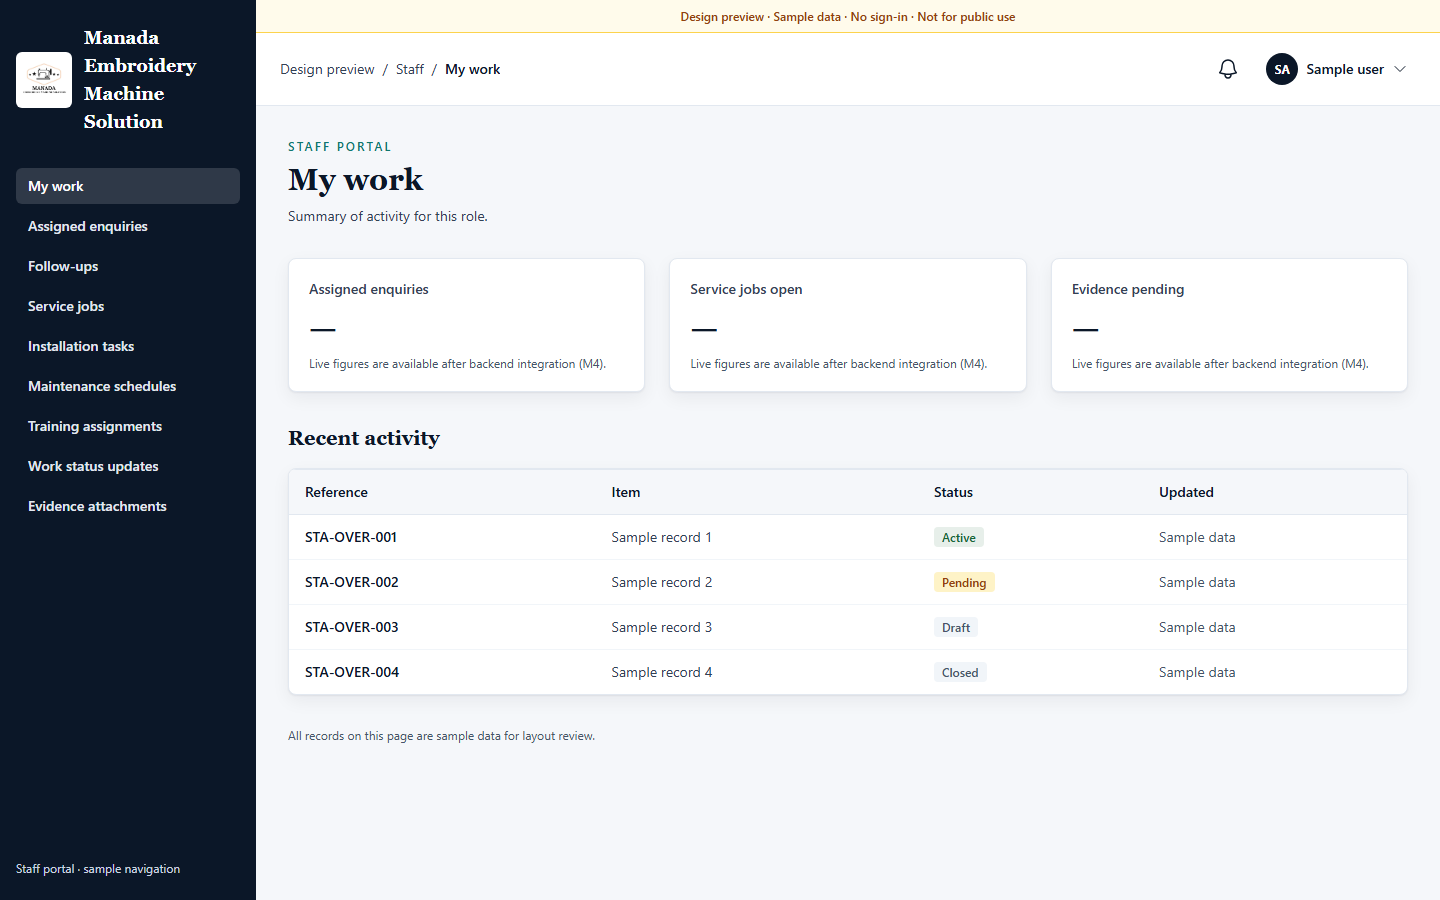 Design preview · Sample data · No sign-in · Not for public use
MANADA
Manada
Embroidery
Machine
Solution
My work
Assigned enquiries
Follow-ups
Service jobs
Installation tasks
Maintenance schedules
Training assignments
Work status updates
Evidence attachments
Staff portal · sample navigation
Design preview / Staff / My work
SA Sample user
STAFF PORTAL
My work
Summary of activity for this role.
Assigned enquiries
—
Live figures are available after backend integration (M4).
Service jobs open
—
Live figures are available after backend integration (M4).
Evidence pending
—
Live figures are available after backend integration (M4).
Recent activity
Reference Item Status Updated
STA-OVER-001 Sample record 1 Active Sample data
STA-OVER-002 Sample record 2 Pending Sample data
STA-OVER-003 Sample record 3 Draft Sample data
STA-OVER-004 Sample record 4 Closed Sample data
All records on this page are sample data for layout review.